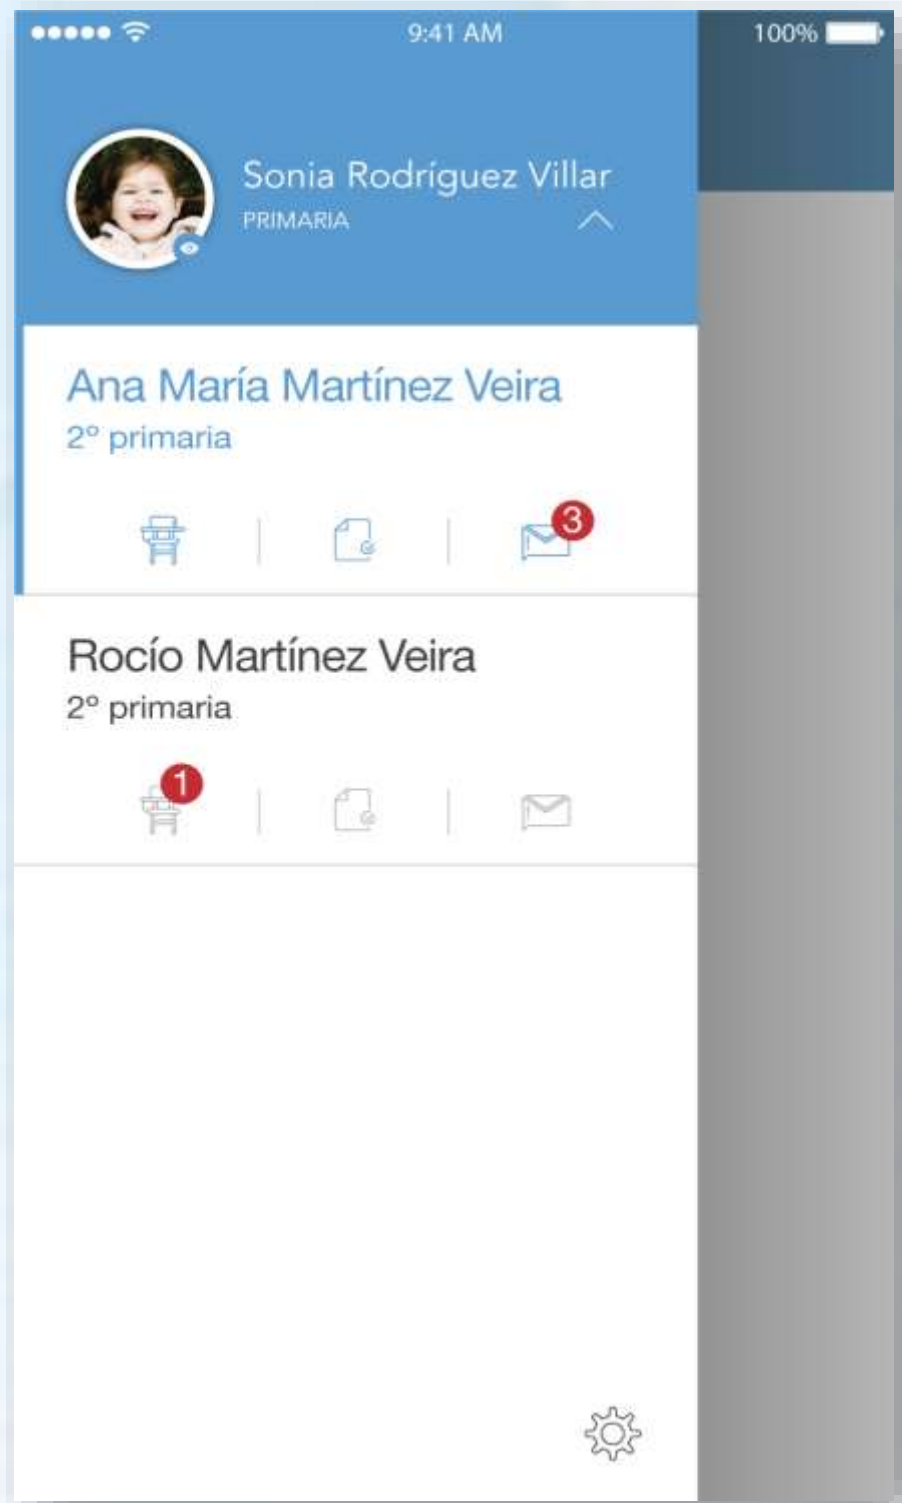 9:41 AM
100%
Sonia Rodríguez Villar
PRIMARIA
Ana María Martínez Veira
2º primaria
3
Rocío Martínez Veira
2º primaria
1